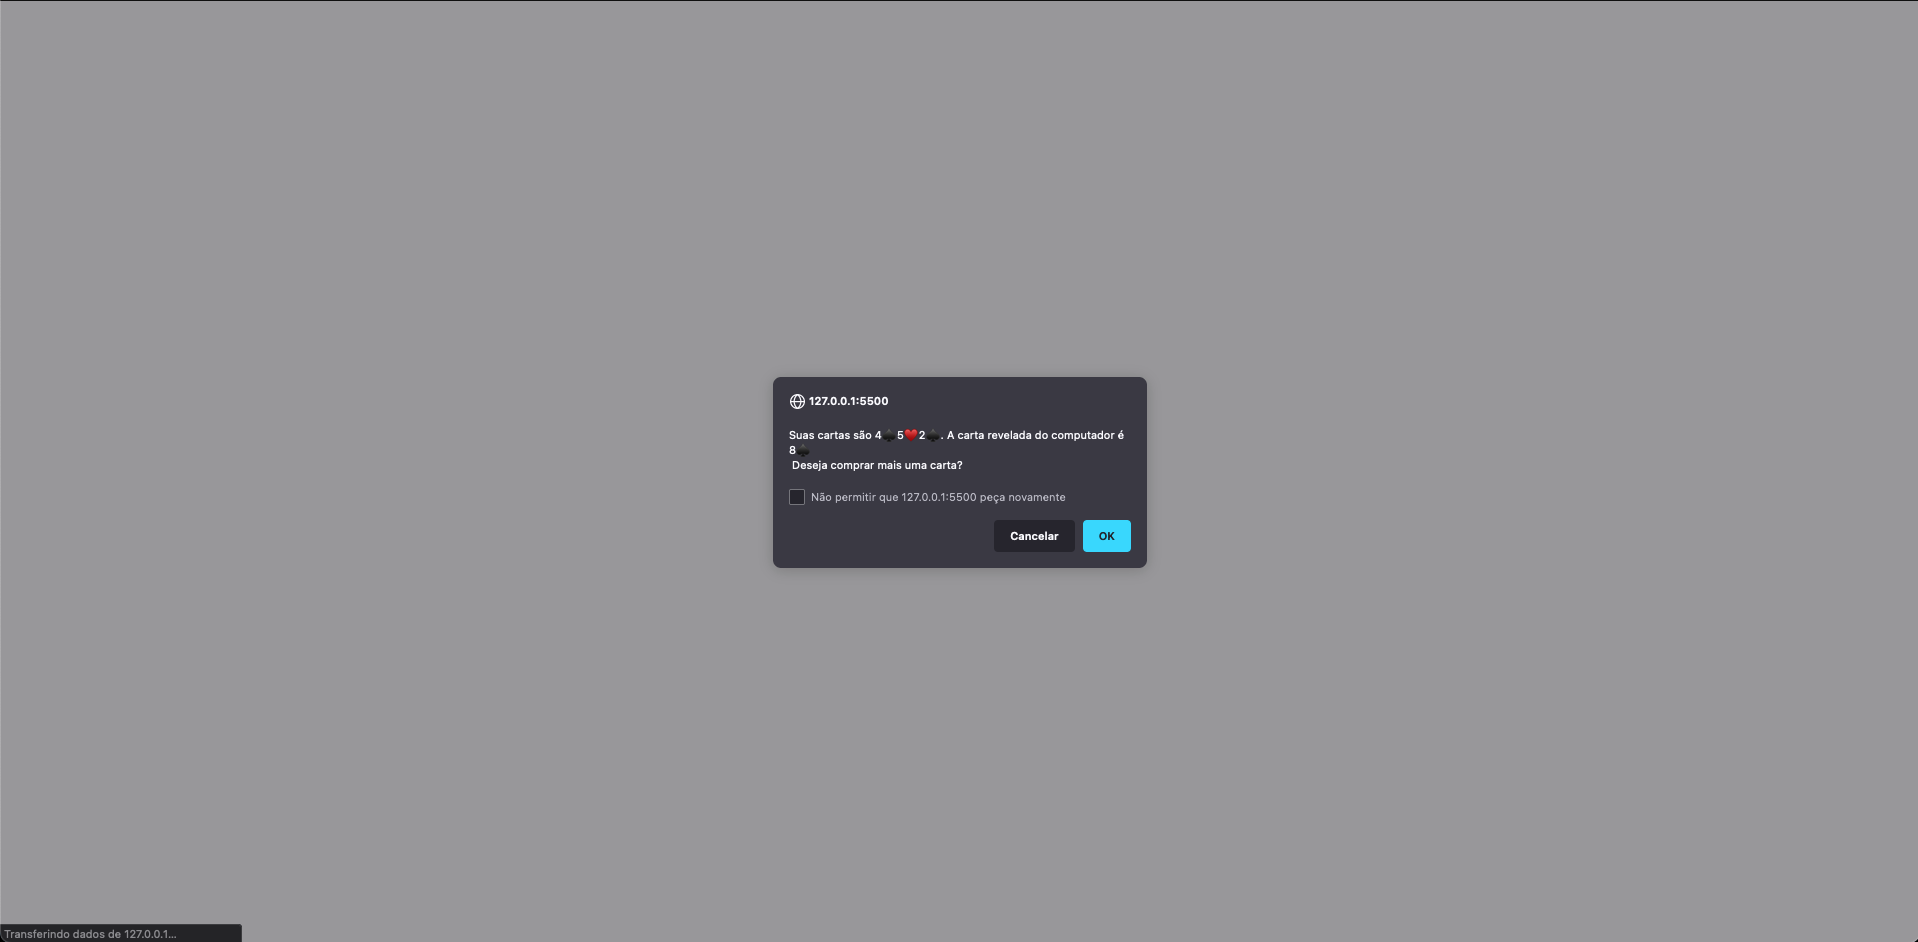 127.0.0.1:5500
Suas cartas são 4♠️5♥️2♠️. A carta revelada do computador é
8♠️
Deseja comprar mais uma carta?
Não permitir que 127.0.0.1:5500 peça novamente
Cancelar OK
Transferindo dados de 127.0.0.1...